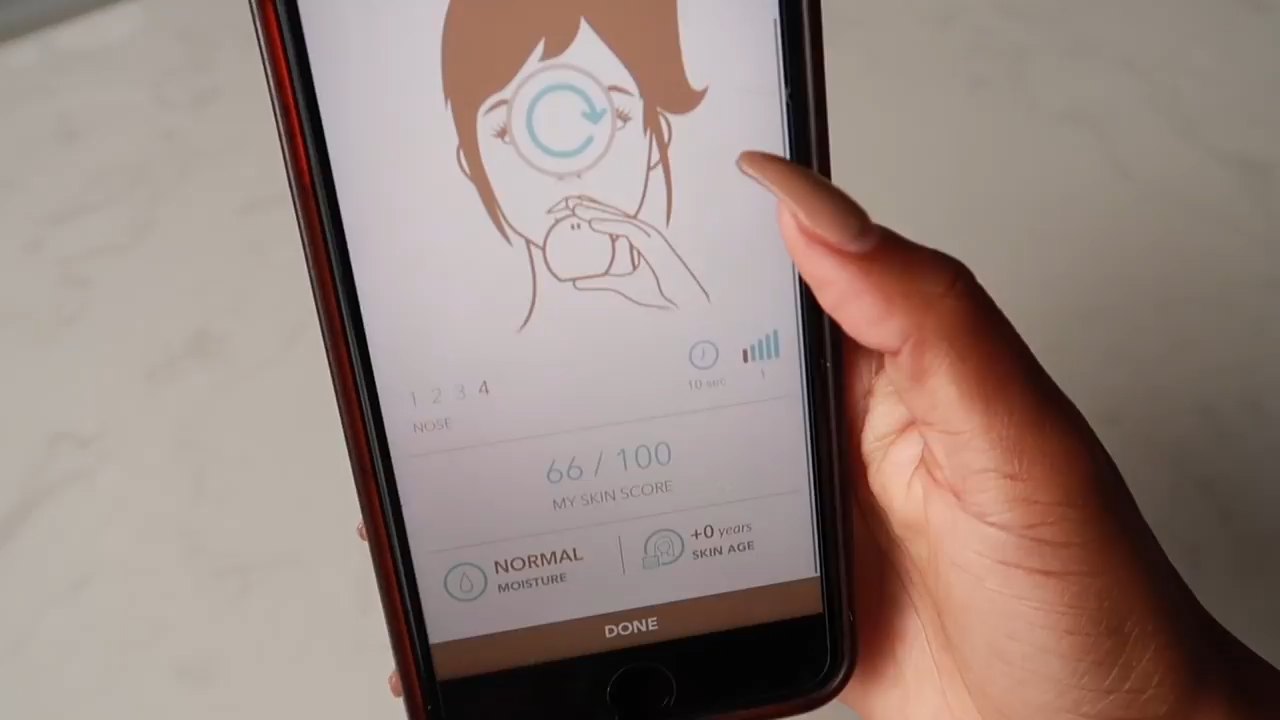 1 2 3 4
NOSE
10 sec
1
66 / 100
MY SKIN SCORE
NORMAL
MOISTURE
+0 years
SKIN AGE
DONE